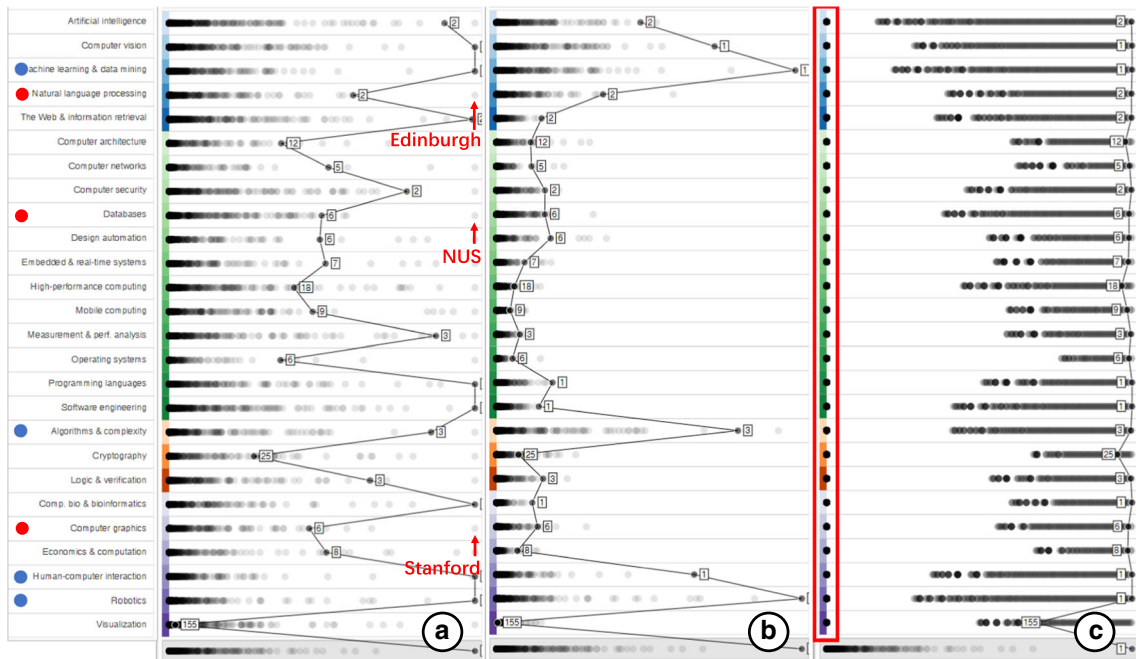 Artificial intelligence 2 2 2
Computer vision 1 1
achine learning & data mining 1 1
Natural language processing 2 2 2
The Web & information retrieval 2 2
Edinburgh
Computer architecture 12 12 12
Computer networks 5 5 5
Computer security 2 2 2
Databases 6 6 6
Design automation 6 6 6
NUS
Embedded & real-time systems 7 7 7
High-performance computing 18 18 18
Mobile computing 9 9 9
Measurement & perf. analysis 3 3 3
Operating systems 6 6 6
Programming languages 1 1
Software engineering 1 1
Algorithms & complexity 3 3 3
Cryptography 25 25 25
Logic & verification 3 3 3
Comp. bio & bioinformatics 1 1
Computer graphics 6 6 6
Economics & computation 8 8 8
Stanford
Human-computer interaction 1 1
Robotics 1
Visualization 155 155 155
a b c
1